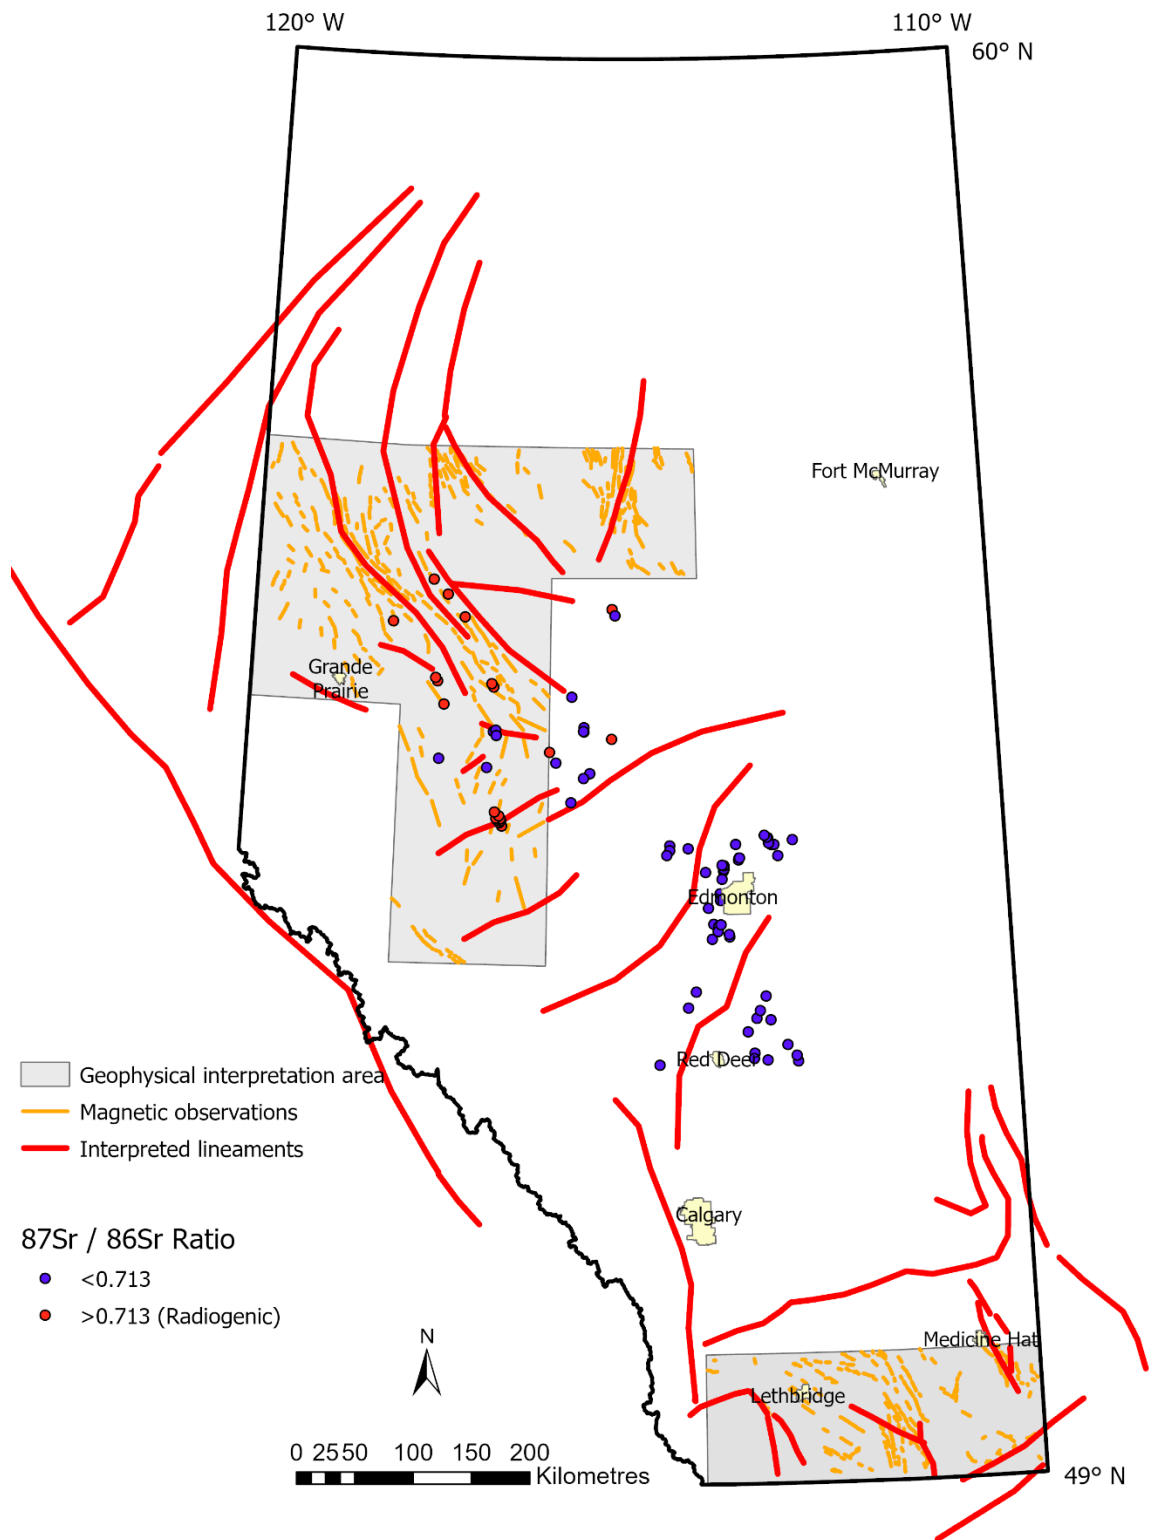 120° W
110° W
60° N
Fort McMurray
Grande
Prairie
Edmonton
Red Deer
Geophysical interpretation area
Magnetic observations
Interpreted lineaments
Calgary
87Sr / 86Sr Ratio
<0.713
>0.713 (Radiogenic)
N
Medicine Hat
Lethbridge
0 25 50 100 150 200
Kilometres
49° N